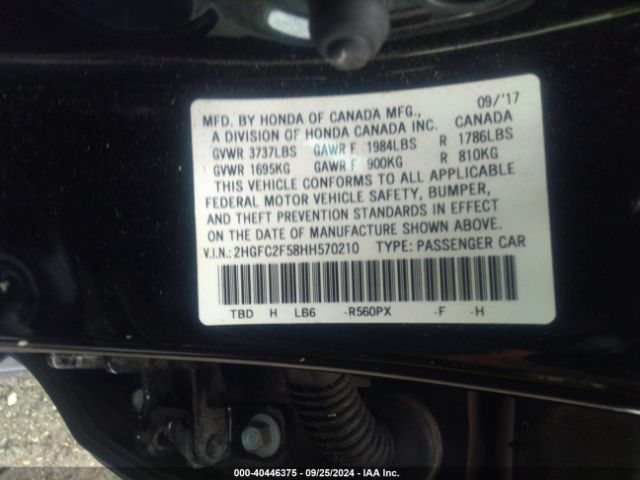 MFD. BY HONDA OF CANADA MFG., 09/'17
A DIVISION OF HONDA CANADA INC. CANADA
GVWR 3737LBS GAWR F 1984LBS R 1786LBS
GVWR 1695KG GAWR F 900KG R 810KG
THIS VEHICLE CONFORMS TO ALL APPLICABLE
FEDERAL MOTOR VEHICLE SAFETY, BUMPER,
AND THEFT PREVENTION STANDARDS IN EFFECT
ON THE DATE OF MANUFACTURE SHOWN ABOVE.
V.I.N.: 2HGFC2F58HH570210 TYPE: PASSENGER CAR
TBD H LB6 -R560PX -F -H
000-40446375 - 09/25/2024 - IAA Inc.